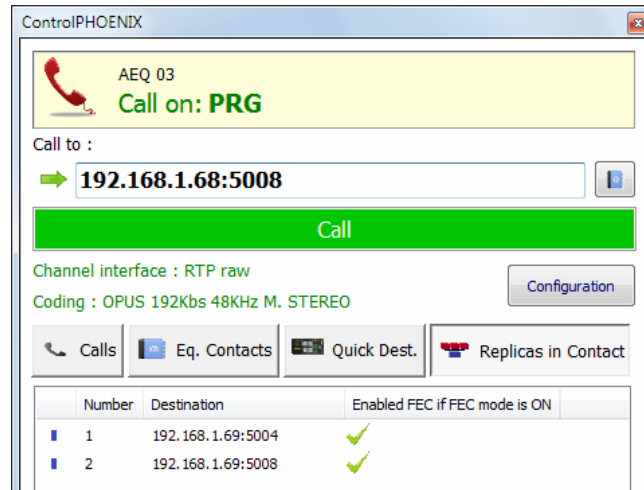 ControlPHOENIX
AEQ 03
Call on: PRG
Call to :
192.168.1.68:5008
Call
Channel interface : RTP raw
Configuration
Coding : OPUS 192Kbs 48KHz M. STEREO
Calls Eq. Contacts Quick Dest. Replicas in Contact
Number Destination Enabled FEC if FEC mode is ON
1 192.168.1.69:5004
2 192.168.1.69:5008